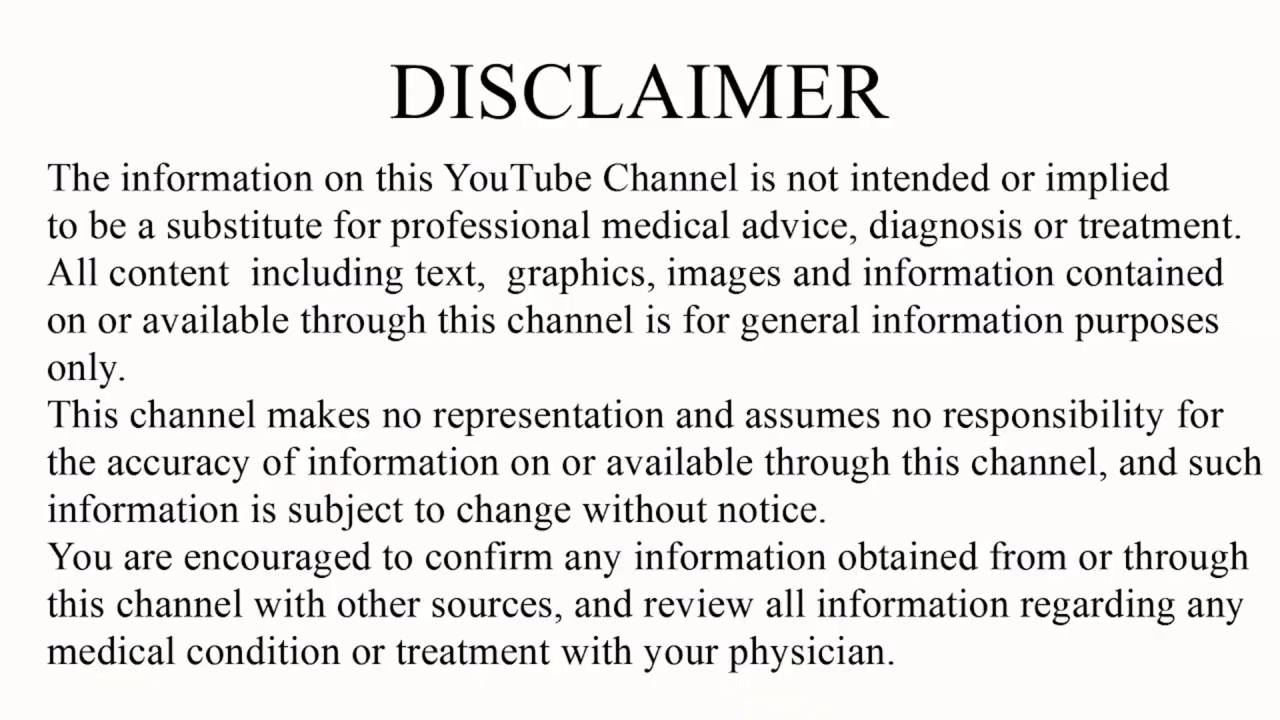 DISCLAIMER
The information on this YouTube Channel is not intended or implied
to be a substitute for professional medical advice, diagnosis or treatment.
All content  including text,  graphics, images and information contained
on or available through this channel is for general information purposes
only.
This channel makes no representation and assumes no responsibility for
the accuracy of information on or available through this channel, and such
information is subject to change without notice.
You are encouraged to confirm any information obtained from or through
this channel with other sources, and review all information regarding any
medical condition or treatment with your physician.